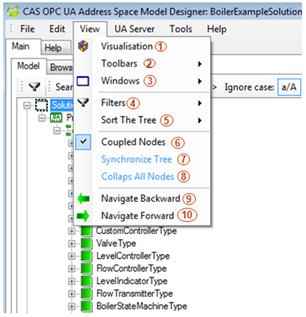 CAS OPC UA Address Space Model Designer: BoilerExampleSolution
File Edit View UA Server Tools Help
Main Help
Model Brows
Visualisation 1
Toolbars 2
Windows 3
Sear > Ignore case: a/A
Filters 4
Sort The Tree 5
Solutio
Coupled Nodes 6
Synchronize Tree 7
Collaps All Nodes 8
Navigate Backward 9
Navigate Forward 10
CustomControllerType
ValveType
LevelControllerType
FlowControllerType
LevelIndicatorType
FlowTransmitterType
BoilerStateMachineType